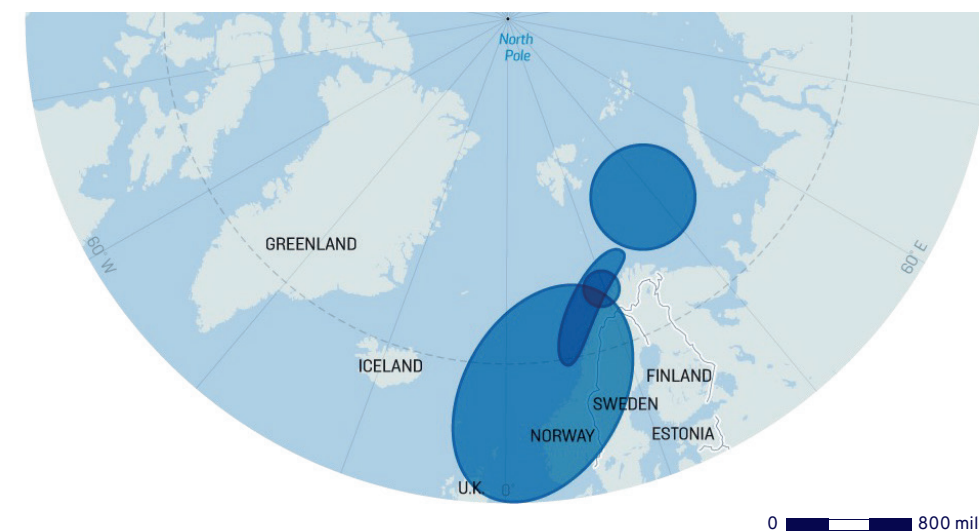 North
Pole
GREENLAND
60° W
60° E
ICELAND
FINLAND
SWEDEN
NORWAY
ESTONIA
U.K.
0°
0
800 mil